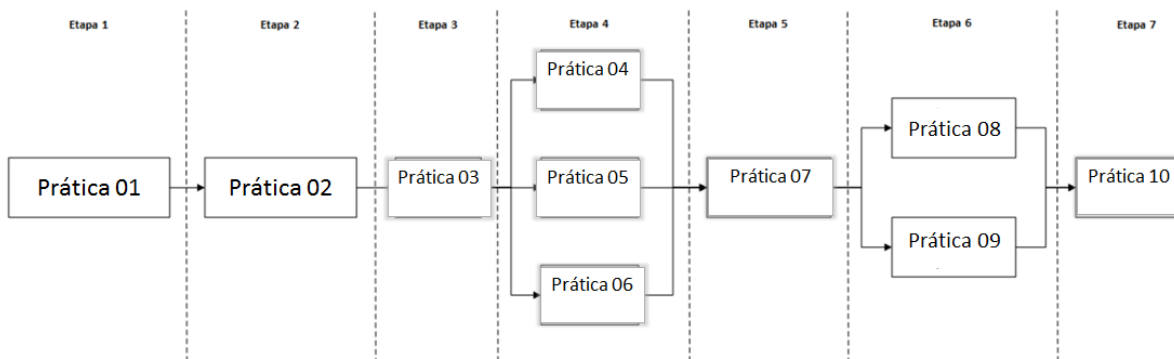 Etapa 1
Etapa 2
Etapa 3
Etapa 4
Etapa 5
Etapa 6
Etapa 7
Prática 01
Prática 02
Prática 03
Prática 04
Prática 05
Prática 06
Prática 07
Prática 08
Prática 09
Prática 10